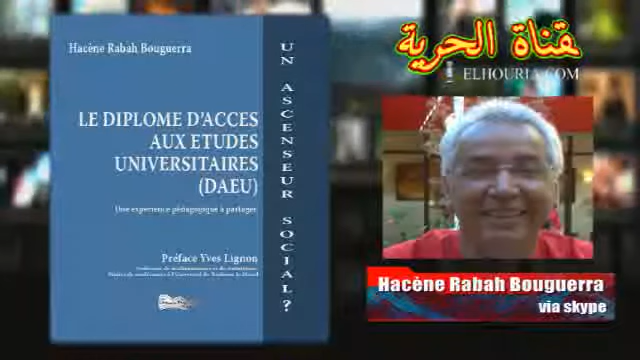 Hacène Rabah Bouguerra
LE DIPLOME D'ACCES
AUX ETUDES
UNIVERSITAIRES
(DAEU)
Une expérience pédagogique à partager
Préface Yves Lignon
UN ASCENSEUR SOCIAL?
قناة الحرية
ELHOURIA.COM
Hacène Rabah Bouguerra
via skype